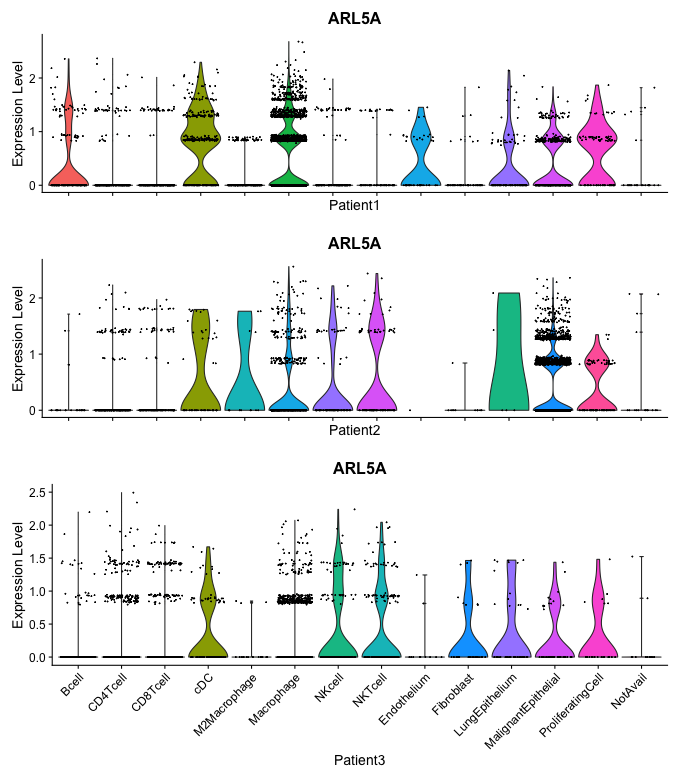 ARL5A
Expression Level
2
1
0
Patient1
ARL5A
Expression Level
2
1
0
Patient2
ARL5A
Expression Level
2.5
2.0
1.5
1.0
0.5
0.0
Bcell
CD4Tcell
CD8Tcell
cDC
M2Macrophage
Macrophage
NKcell
NKTcell
Endothelium
Fibroblast
LungEpithelium
MalignantEpithelial
ProliferatingCell
NotAvail
Patient3